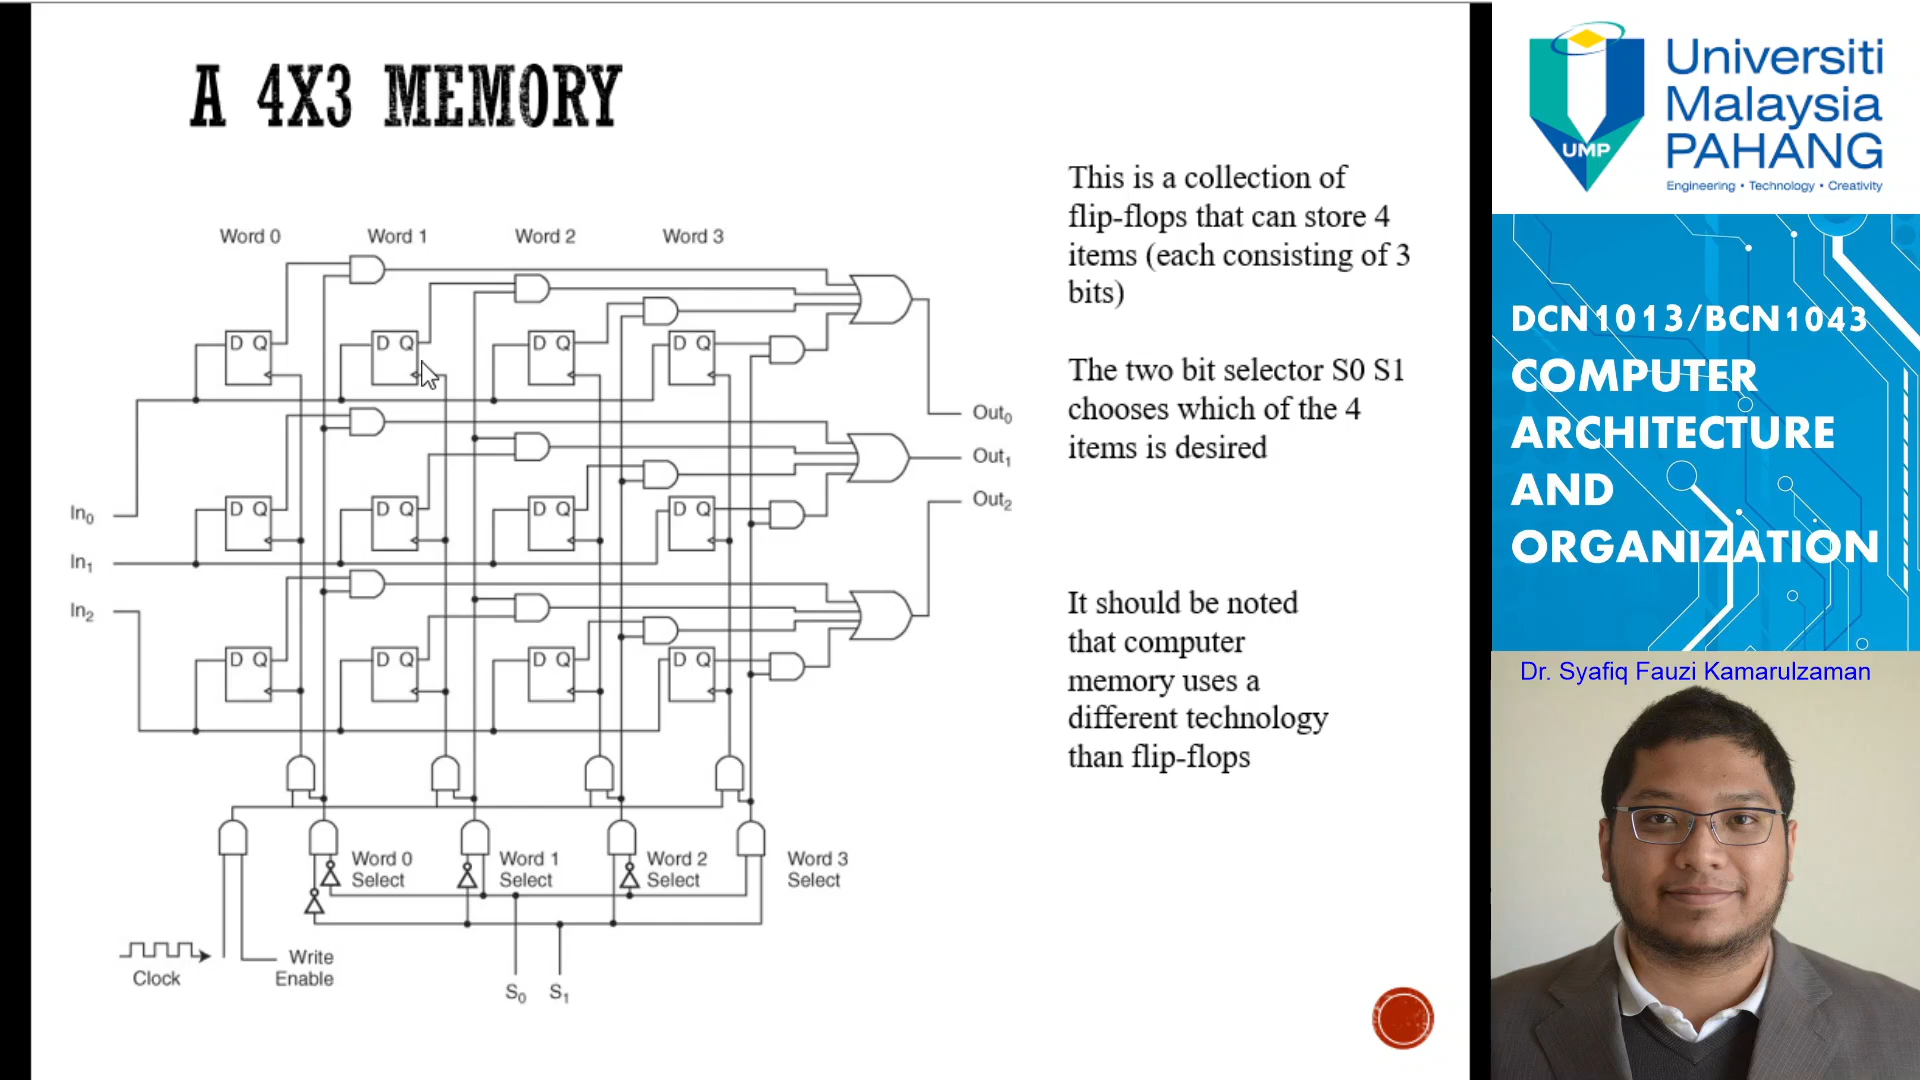 A 4X3 MEMORY
This is a collection of
flip-flops that can store 4
items (each consisting of 3
bits)
The two bit selector S0 S1
chooses which of the 4
items is desired
It should be noted
that computer
memory uses a
different technology
than flip-flops
Word 0 Word 1 Word 2 Word 3
D Q D Q D Q D Q
Out0
Out1
Out2
In0
D Q D Q D Q D Q
In1
In2
D Q D Q D Q D Q
Word 0
Select
Word 1
Select
Word 2
Select
Word 3
Select
Clock
Write
Enable
S0 S1
UMP
Universiti
Malaysia
PAHANG
Engineering • Technology • Creativity
DCN1013/BCN1043
COMPUTER
ARCHITECTURE
AND
ORGANIZATION
Dr. Syafiq Fauzi Kamarulzaman